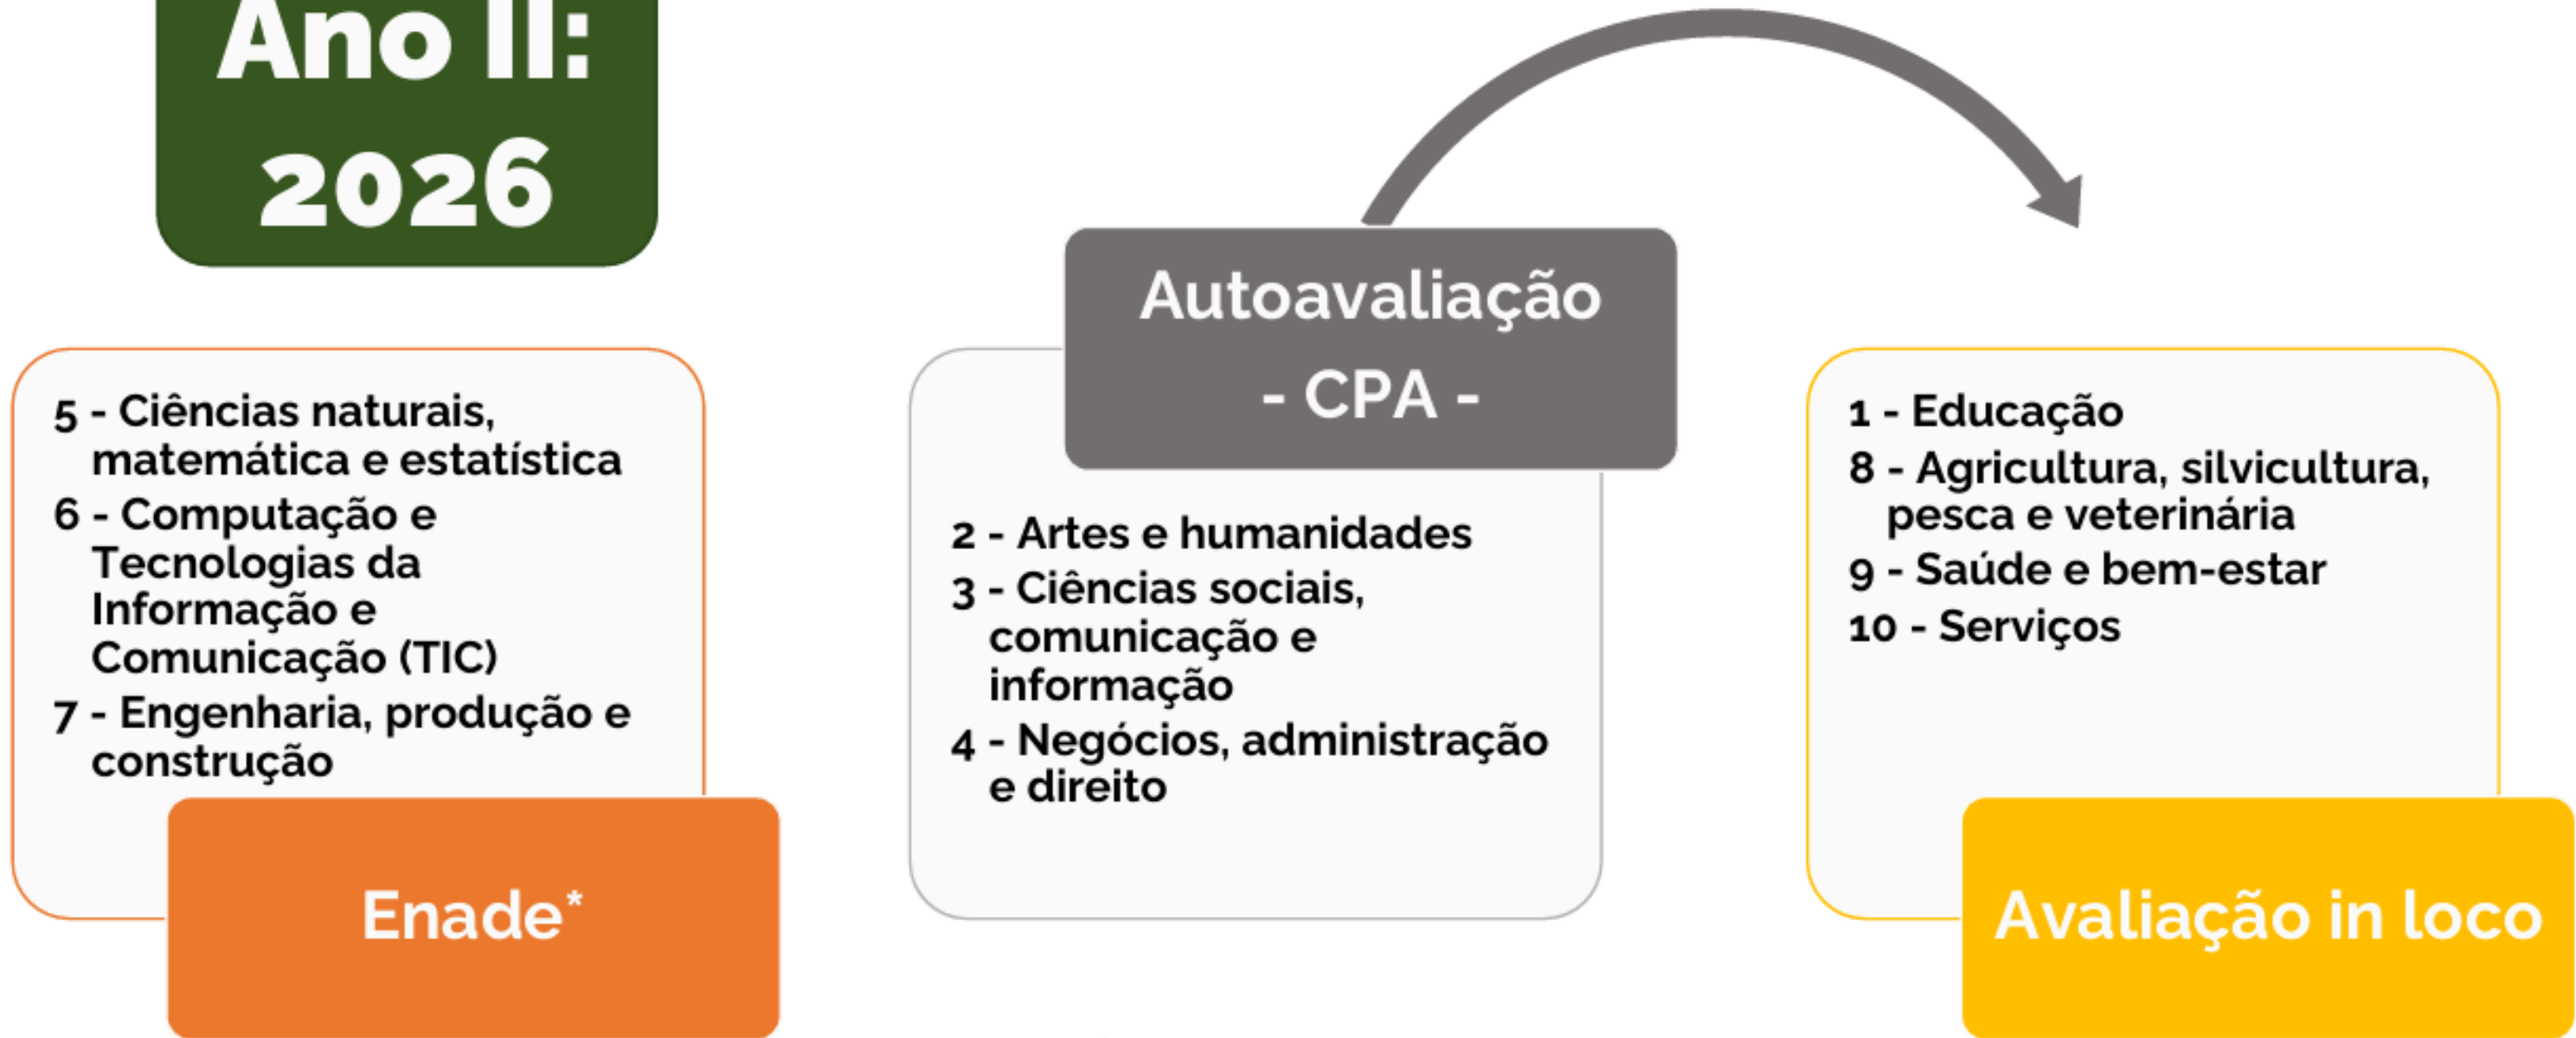 Ano II:
2026
5 - Ciências naturais,
matemática e estatística
6 - Computação e
Tecnologias da
Informação e
Comunicação (TIC)
7 - Engenharia, produção e
construção
Enade*
Autoavaliação
- CPA -
2 - Artes e humanidades
3 - Ciências sociais,
comunicação e
informação
4 - Negócios, administração
e direito
1 - Educação
8 - Agricultura, silvicultura,
pesca e veterinária
9 - Saúde e bem-estar
10 - Serviços
Avaliação in loco